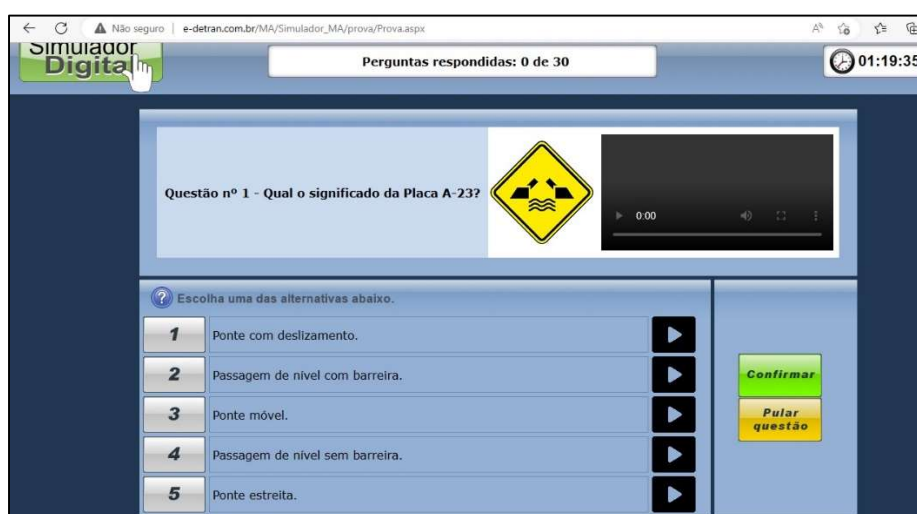 Não seguro
e-detran.com.br/MA/Simulador_MA/prova/Prova.aspx
Simulador
Digital
Perguntas respondidas: 0 de 30
01:19:35
Questão nº 1 - Qual o significado da Placa A-23?
0:00
Escolha uma das alternativas abaixo.
1 Ponte com deslizamento.
2 Passagem de nível com barreira.
3 Ponte móvel.
4 Passagem de nível sem barreira.
5 Ponte estreita.
Confirmar
Pular
questão